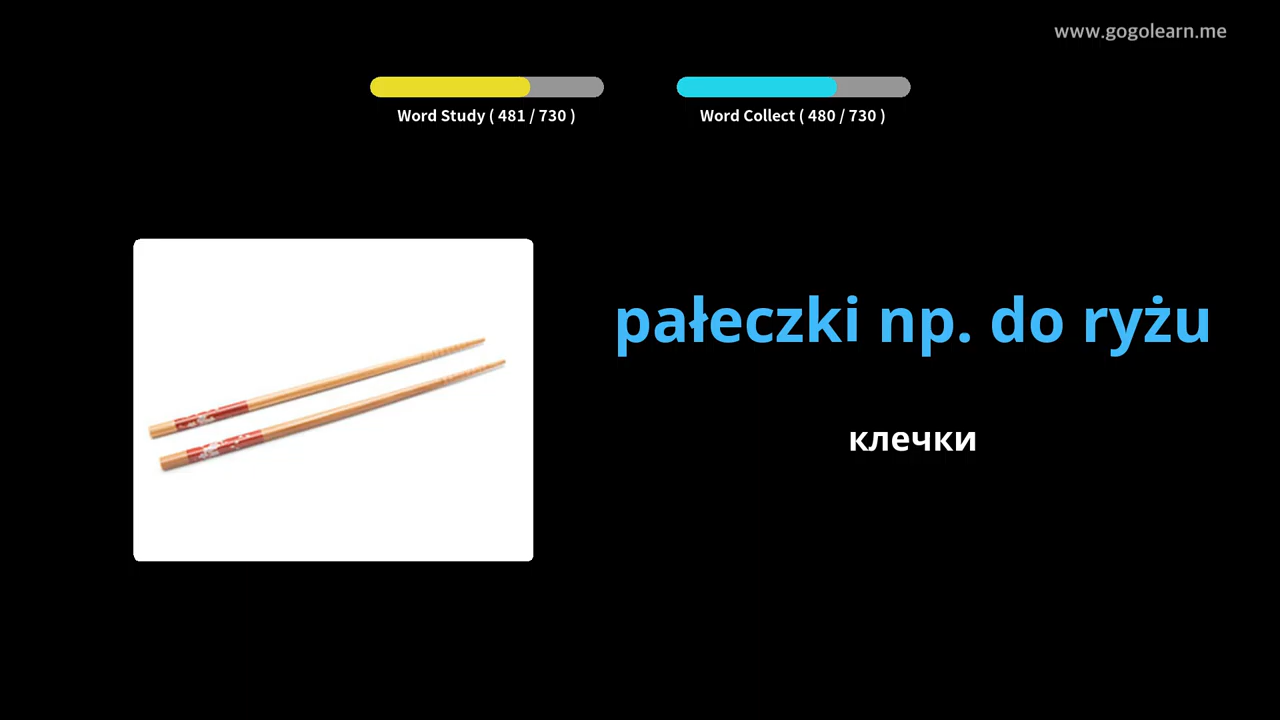 www.gogolearn.me
Word Study ( 481 / 730 )
Word Collect ( 480 / 730 )
pałeczki np. do ryżu
клечки